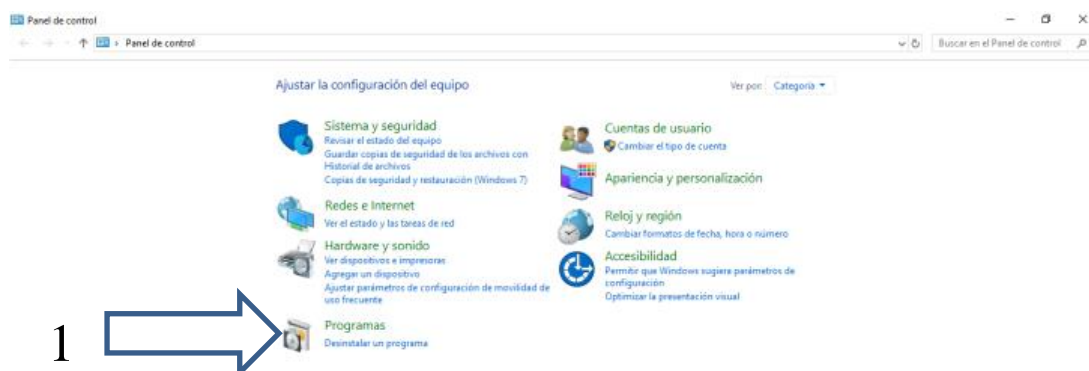 Panel de control
Panel de control
Buscar en el Panel de control
Ajustar la configuración del equipo
Ver por: Categoría
Sistema y seguridad
Revisar el estado del equipo
Guardar copias de seguridad de los archivos con
Historial de archivos
Copias de seguridad y restauración (Windows 7)
Redes e Internet
Ver el estado y las tareas de red
Hardware y sonido
Ver dispositivos e impresoras
Agregar un dispositivo
Ajustar parámetros de configuración de movilidad de
uso frecuente
Programas
Desinstalar un programa
Cuentas de usuario
Cambiar el tipo de cuenta
Apariencia y personalización
Reloj y región
Cambiar formatos de fecha, hora o número
Accesibilidad
Permitir que Windows sugiera parámetros de
configuración
Optimizar la presentación visual
1